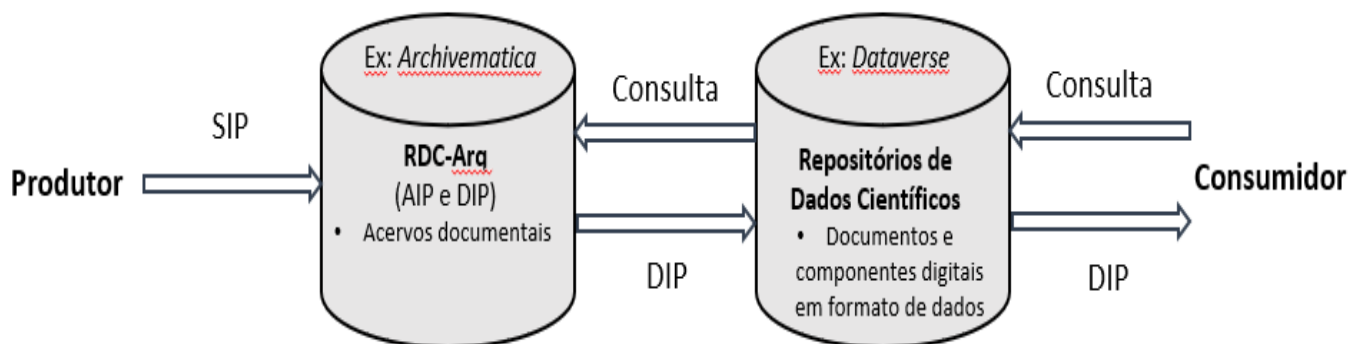 Produtor
SIP
Ex: Archivematica
RDC-Arq
(AIP e DIP)
• Acervos documentais
Consulta
DIP
Ex: Dataverse
Repositórios de
Dados Científicos
• Documentos e
componentes digitais
em formato de dados
Consulta
DIP
Consumidor